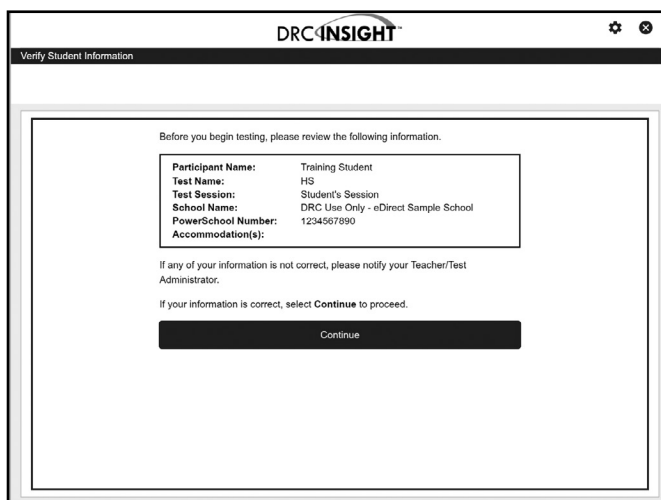 DRC INSIGHT™
Verify Student Information
Before you begin testing, please review the following information.
Participant Name: Training Student
Test Name: HS
Test Session: Student's Session
School Name: DRC Use Only - eDirect Sample School
PowerSchool Number: 1234567890
Accommodation(s):
If any of your information is not correct, please notify your Teacher/Test
Administrator.
If your information is correct, select Continue to proceed.
Continue